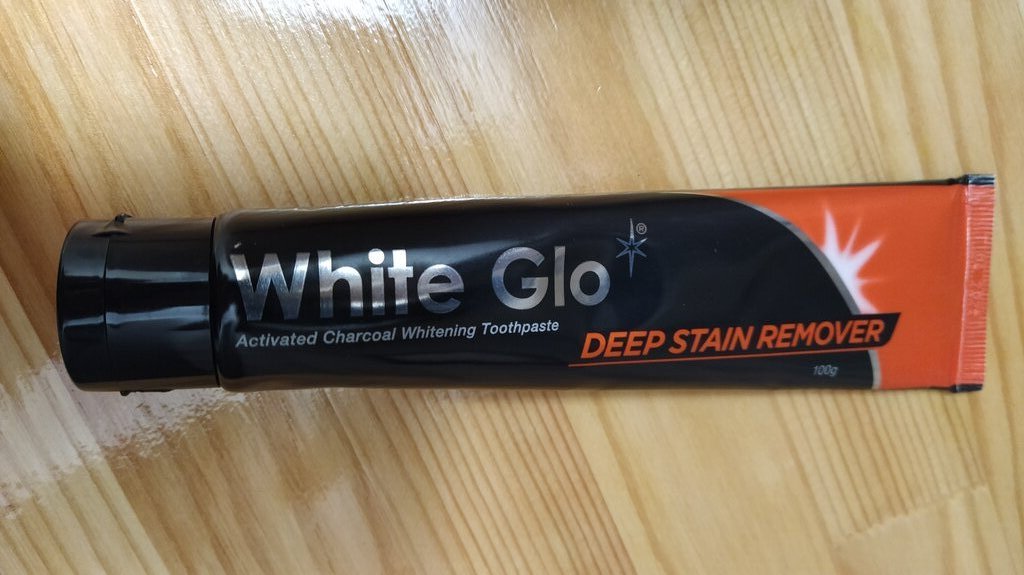 White Glo®
Activated Charcoal Whitening Toothpaste
DEEP STAIN REMOVER
100g